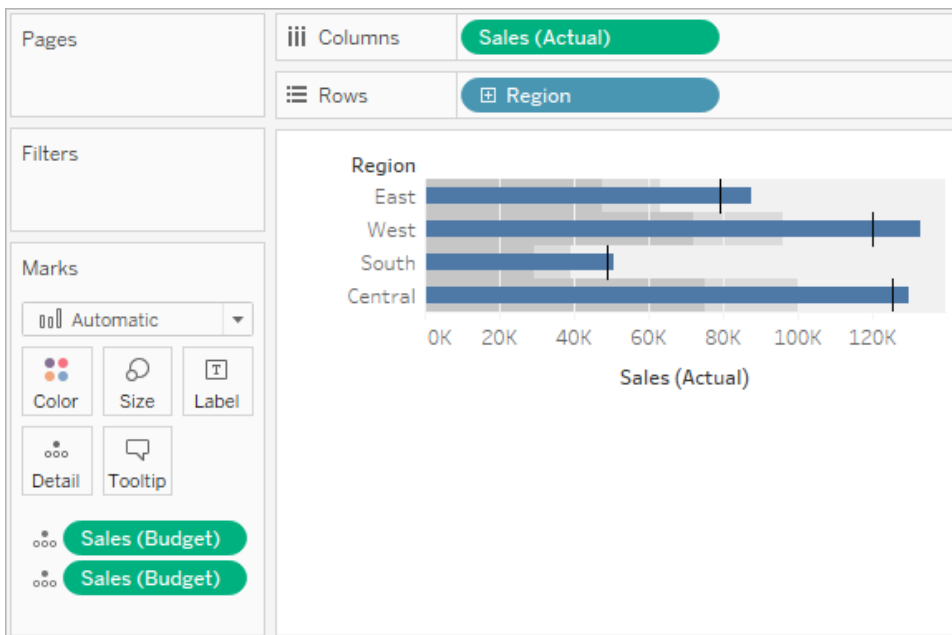 Pages
Columns
Sales (Actual)
Rows
Region
Filters
Marks
Automatic
Color
Size
T
Label
Detail
Tooltip
Sales (Budget)
Sales (Budget)
Region
East
West
South
Central
0K 20K 40K 60K 80K 100K 120K
Sales (Actual)